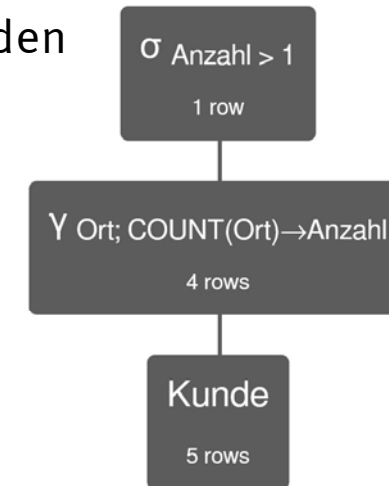 den
σ Anzahl > 1
1 row
γ Ort; COUNT(Ort)→Anzahl
4 rows
Kunde
5 rows